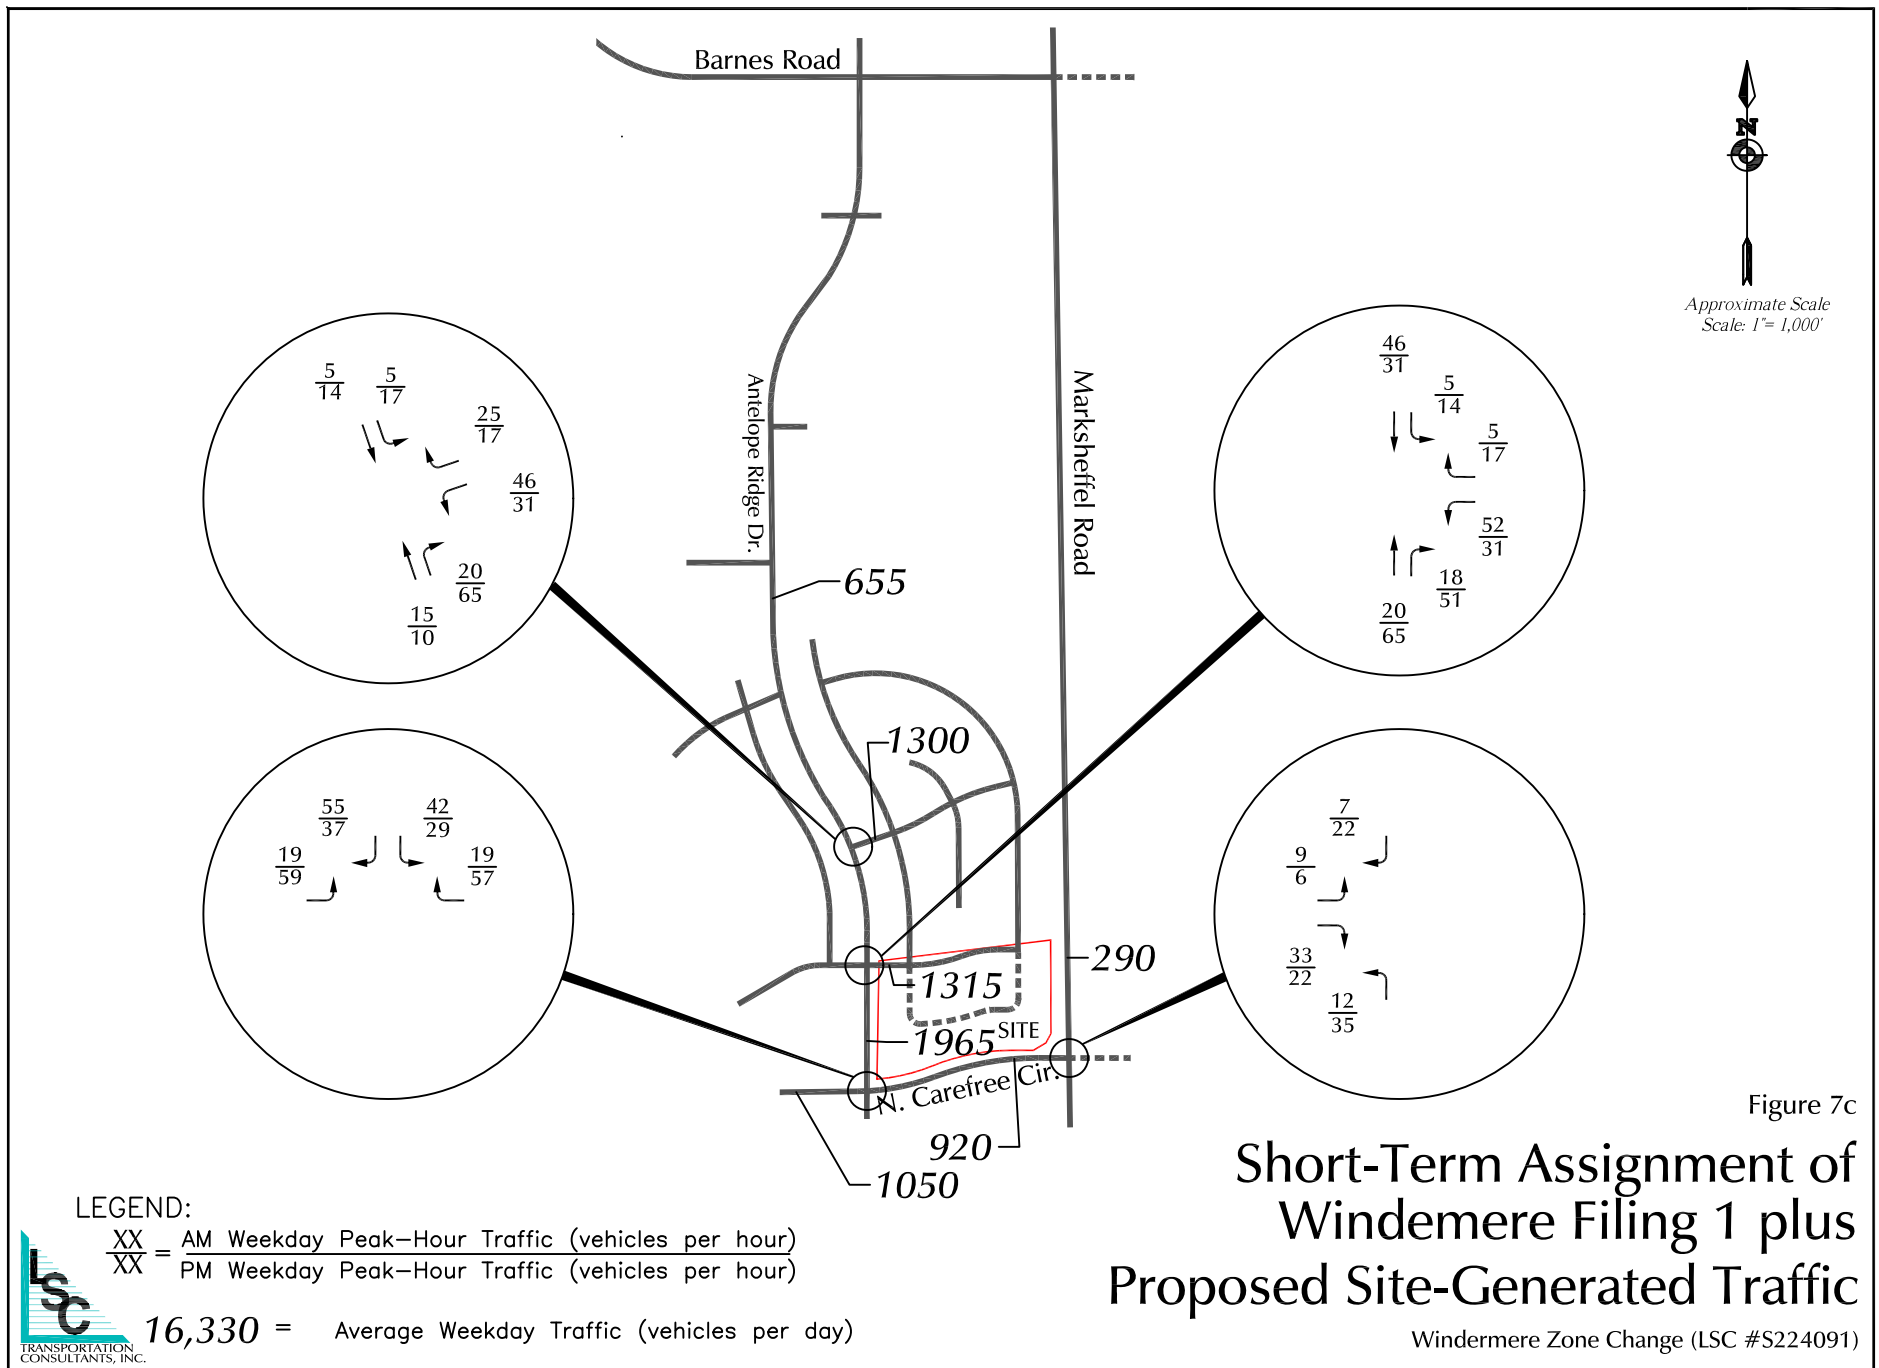 Barnes Road
N
Approximate Scale
Scale: 1"= 1,000'
Antelope Ridge Dr.
Marksheffel Road
5
14
5
17
25
17
46
31
20
65
15
10
46
31
5
14
5
17
52
31
18
51
20
65
655
1300
55
37
42
29
19
59
19
57
7
22
9
6
33
22
12
35
290
1315
1965
SITE
N. Carefree Cir.
920
1050
Figure 7c
Short-Term Assignment of
Windemere Filing 1 plus
Proposed Site-Generated Traffic
Windermere Zone Change (LSC #S224091)
LEGEND:
XX
XX
=
AM Weekday Peak-Hour Traffic (vehicles per hour)
PM Weekday Peak-Hour Traffic (vehicles per hour)
16,330 = Average Weekday Traffic (vehicles per day)
LSC
TRANSPORTATION
CONSULTANTS, INC.